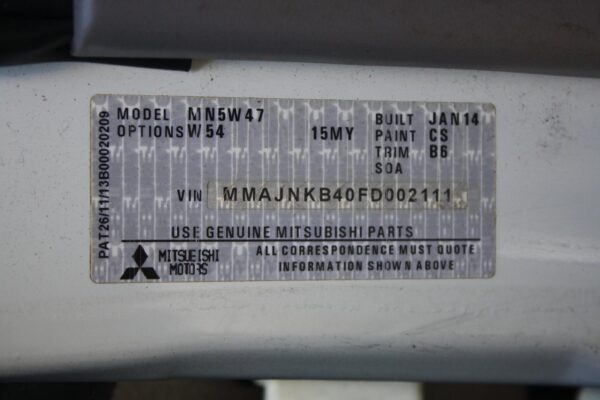 MODEL MN5W47
OPTIONS W54 15MY
BUILT JAN14
PAINT CS
TRIM B6
SOA
VIN MMAJNKB40FD002111
USE GENUINE MITSUBISHI PARTS
MITSUBISHI
MOTORS
ALL CORRESPONDENCE MUST QUOTE
INFORMATION SHOWN ABOVE
PAT26/11/13B00020209